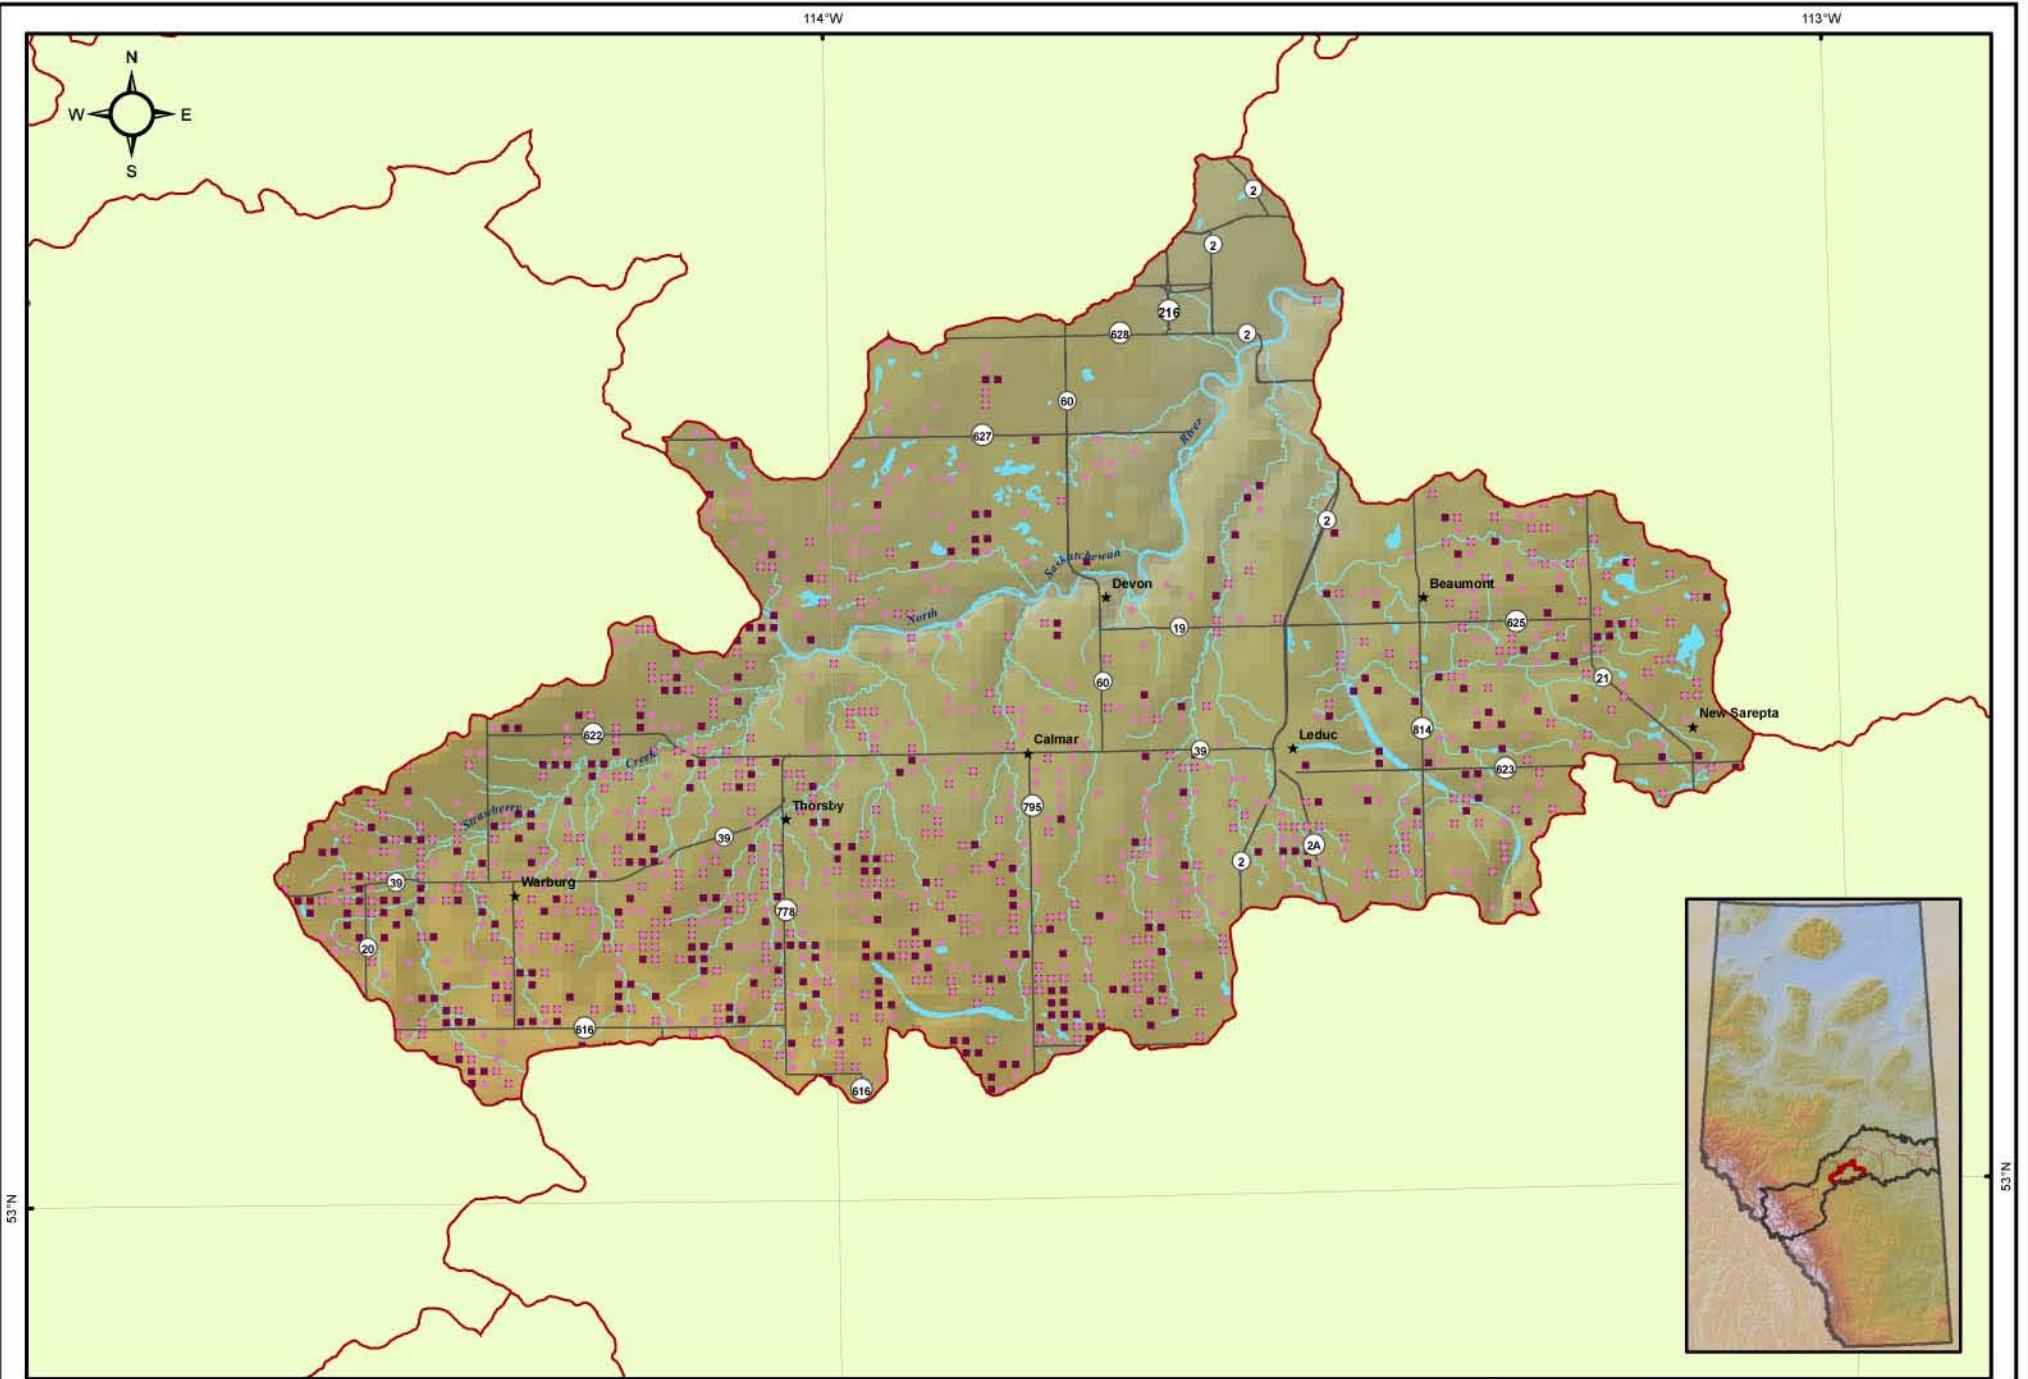 114°W
113°W
N
W E
S
2
2
216
628
2
60
627
River
2
Saskatchewan
Devon
Beaumont
North
19
625
60
21
New Sarepta
622
814
Leduc
Calmar
39
Creek
623
Thorsby
795
Strawberry
39
2A
2
39
Warburg
778
20
616
616
53°N
53°N